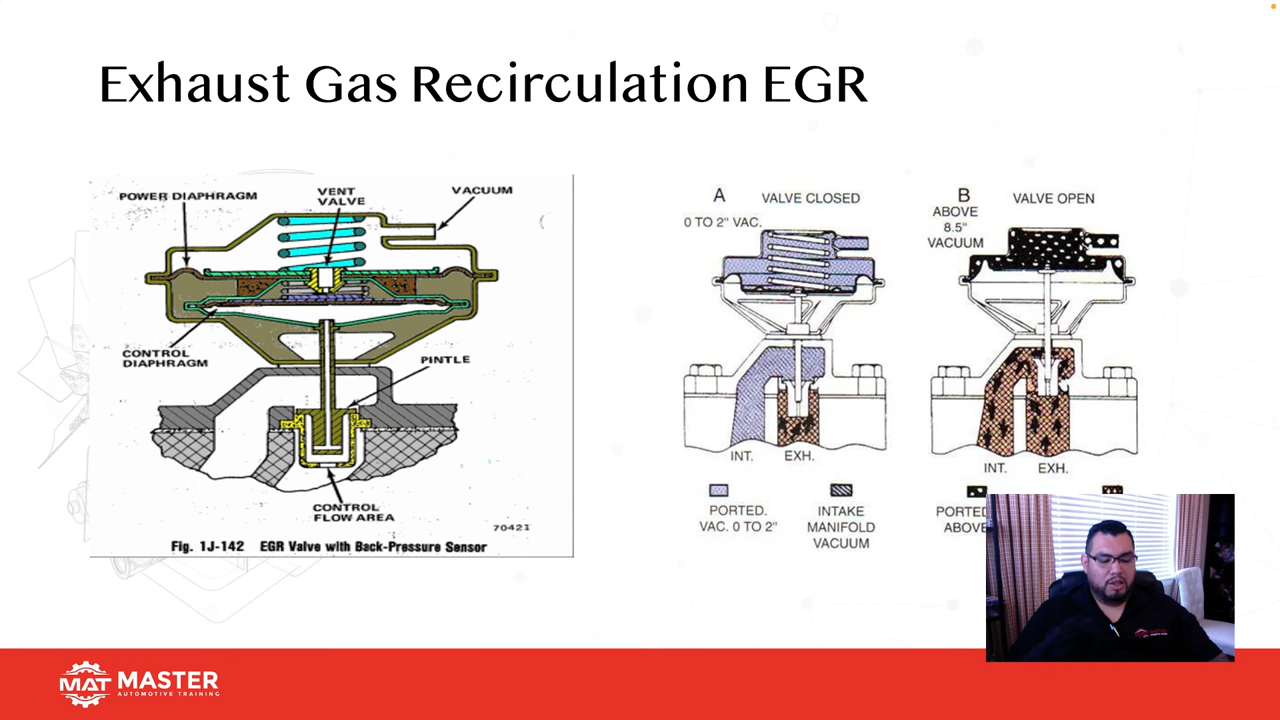 Exhaust Gas Recirculation EGR
POWER DIAPHRAGM
VENT
VALVE
VACUUM
CONTROL
DIAPHRAGM
PINTLE
CONTROL
FLOW AREA
70421
Fig. 1J-142 EGR Valve with Back-Pressure Sensor
A VALVE CLOSED
0 TO 2" VAC.
INT. EXH.
PORTED.
VAC. 0 TO 2"
INTAKE
MANIFOLD
VACUUM
B VALVE OPEN
ABOVE
8.5"
VACUUM
INT. EXH.
PORTED
ABOVE
MAT MASTER
AUTOMOTIVE TRAINING